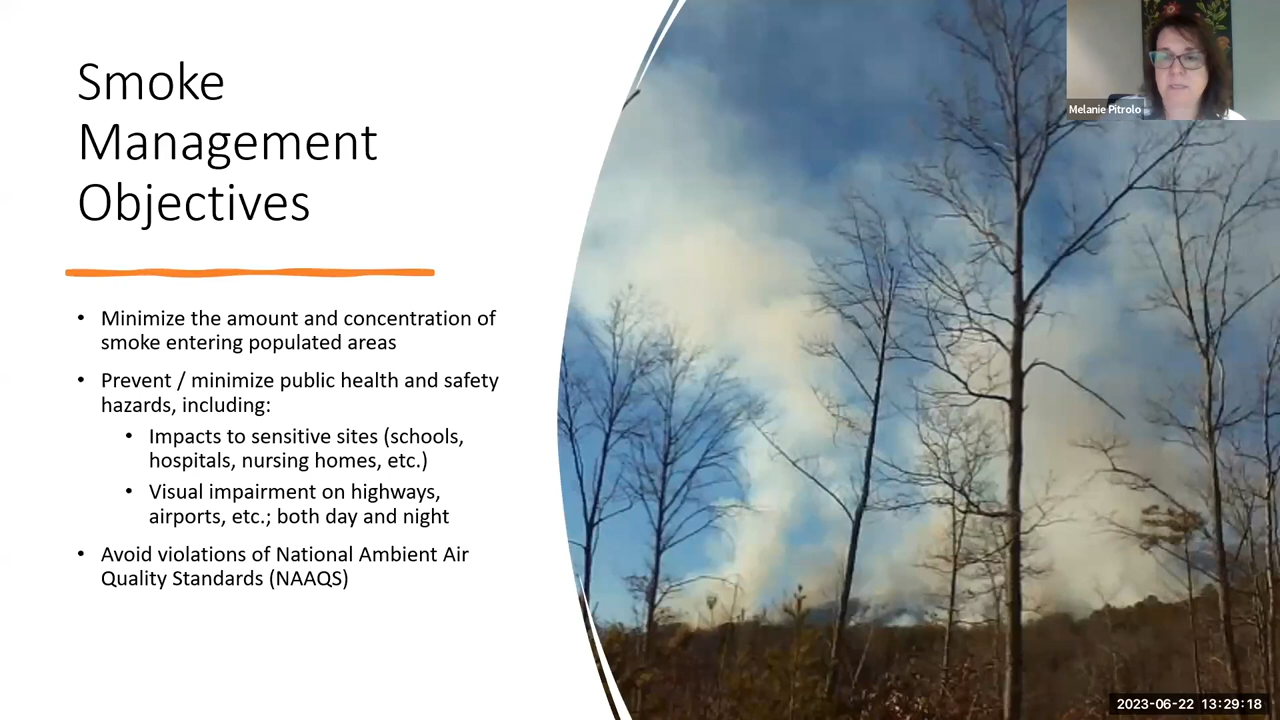 Smoke
Management
Objectives
• Minimize the amount and concentration of
smoke entering populated areas
• Prevent / minimize public health and safety
hazards, including:
• Impacts to sensitive sites (schools,
hospitals, nursing homes, etc.)
• Visual impairment on highways,
airports, etc.; both day and night
• Avoid violations of National Ambient Air
Quality Standards (NAAQS)
Melanie Pitrolo
2023-06-22 13:29:18